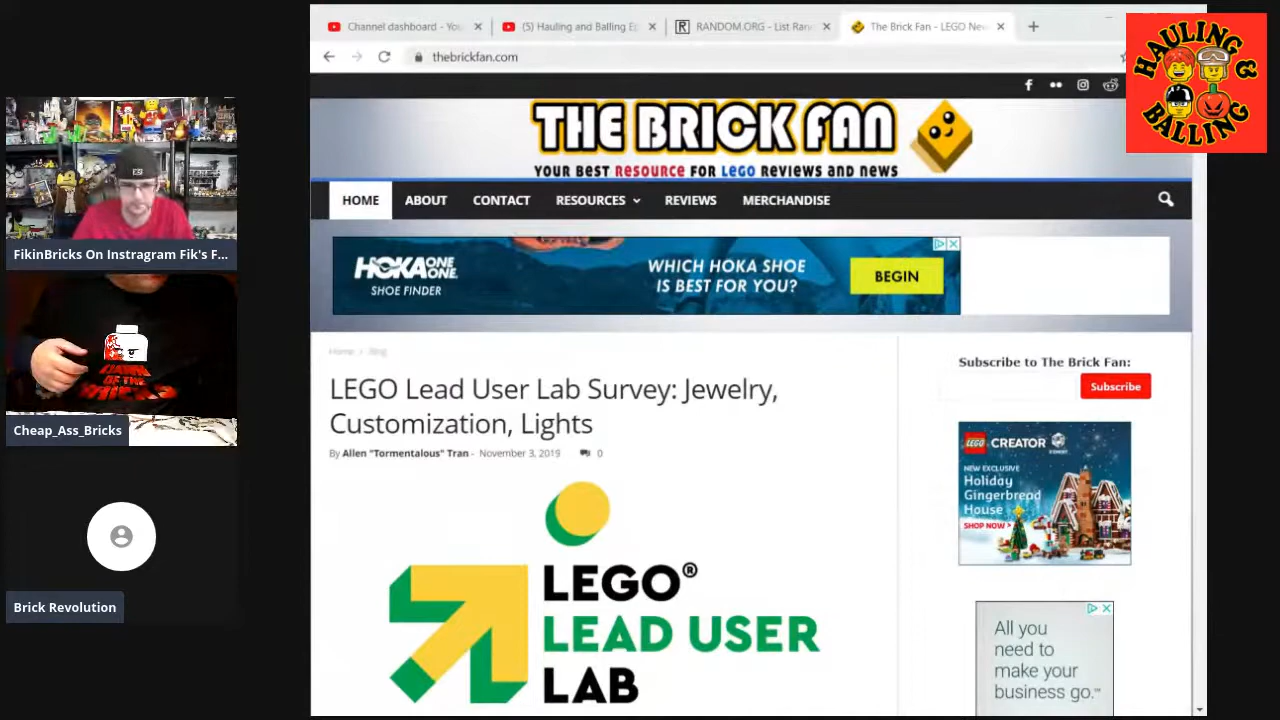 Channel dashboard - You
(5) Hauling and Balling Ep
RANDOM.ORG - List Ran
The Brick Fan - LEGO Ne
thebrickfan.com
HAULING &
BALLING
THE BRICK FAN
YOUR BEST RESOURCE FOR LEGO REVIEWS AND NEWS
HOME ABOUT CONTACT RESOURCES REVIEWS MERCHANDISE
HOKA ONE ONE.
SHOE FINDER
WHICH HOKA SHOE
IS BEST FOR YOU?
BEGIN
FikinBricks On Instragram Fik's F...
Cheap_Ass_Bricks
Brick Revolution
Home / Blog
LEGO Lead User Lab Survey: Jewelry,
Customization, Lights
By Allen "Tormentalous" Tran - November 3, 2019 0
LEGO®
LEAD USER
LAB
Subscribe to The Brick Fan:
Subscribe
LEGO CREATOR
NEW EXCLUSIVE
Holiday
Gingerbread
House
SHOP NOW >
All you
need to
make your
business go.™